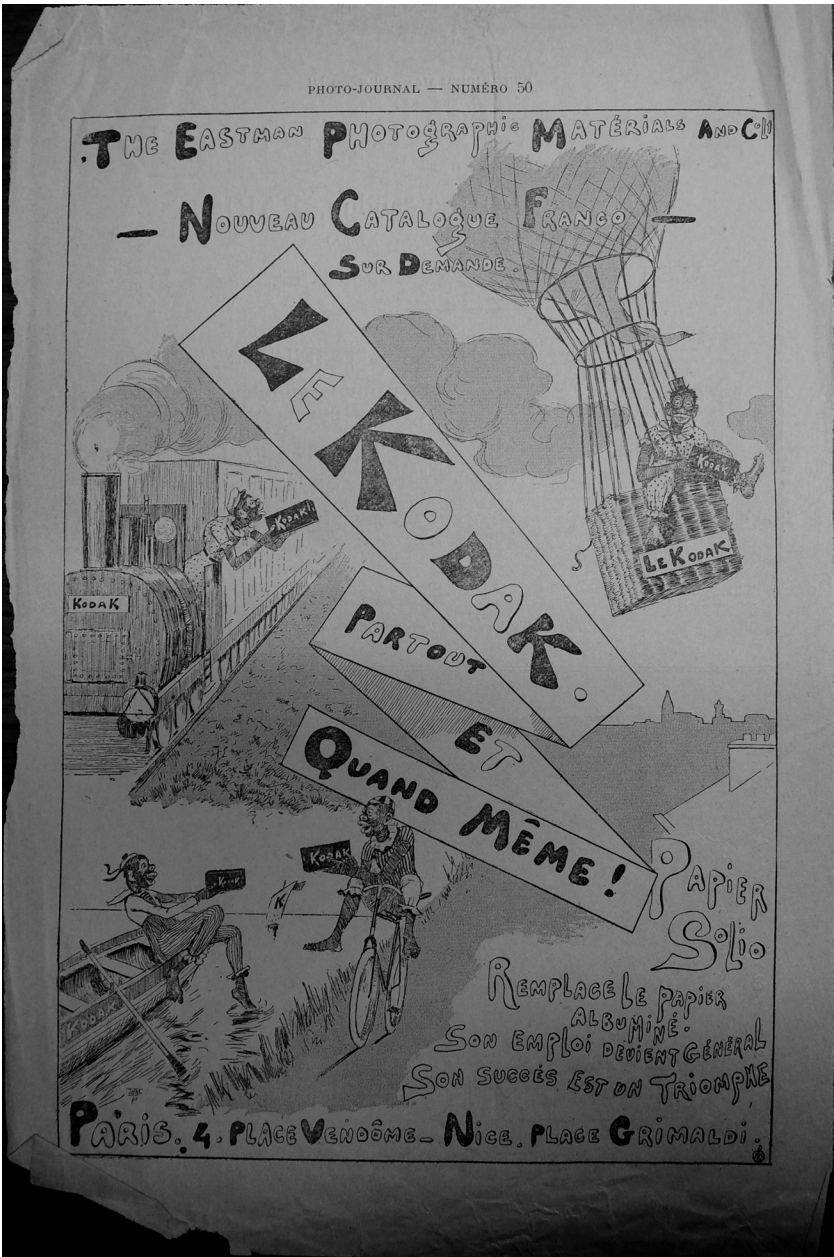 PHOTO-JOURNAL — NUMÉRO 50
THE EASTMAN PHOTOGRAPHIC MATÉRIALS AND Co Ld
— NOUVEAU CATALOGUE FRANCO —
SUR DEMANDE.
LE KODAK.
KODAK
KODAK
KODAK
LE KODAK
PARTOUT
ET
QUAND MÊME!
KODAK
KODAK
K
KODAK
PAPIER
SOLIO
REMPLACE LE PAPIER
ALBUMINÉ.
SON EMPLOI DEVIENT GÉNÉRAL
SON SUCCÉS EST UN TRIOMPHE
PARIS. 4. PLACE VENDÔME - NICE. PLACE GRIMALDI.